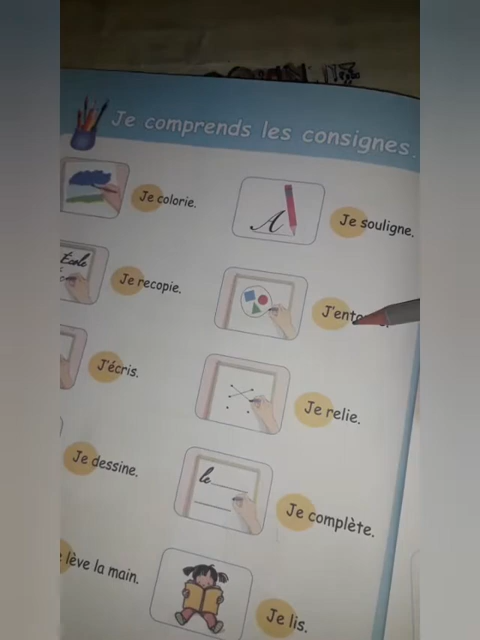 Je comprends les consignes.
Je colorie.
Je souligne.
École
Je recopie.
J'écris.
Je relie.
Je dessine.
le
Je complète.
lève la main.
Je lis.
A